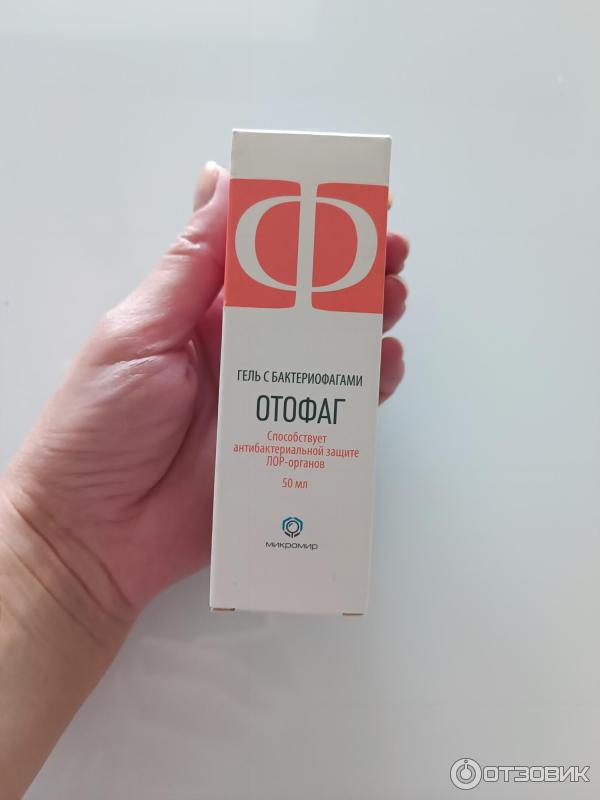 Ф
ГЕЛЬ С БАКТЕРИОФАГАМИ
ОТОФАГ
Способствует
антибактериальной защите
ЛОР-органов
50 мл
микромир
ОТЗОВИК